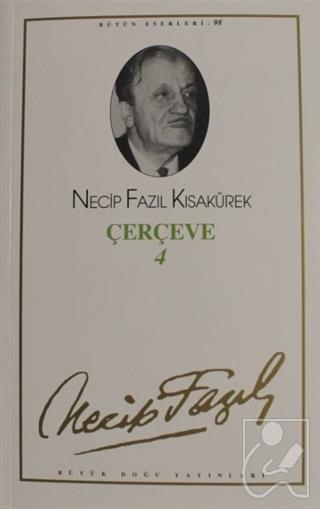 BÜTÜN ESERLERİ: 98
NECİP FAZIL KISAKÜREK
ÇERÇEVE
4
Necip Fazıl
BÜYÜK DOĞU YAYINLARI